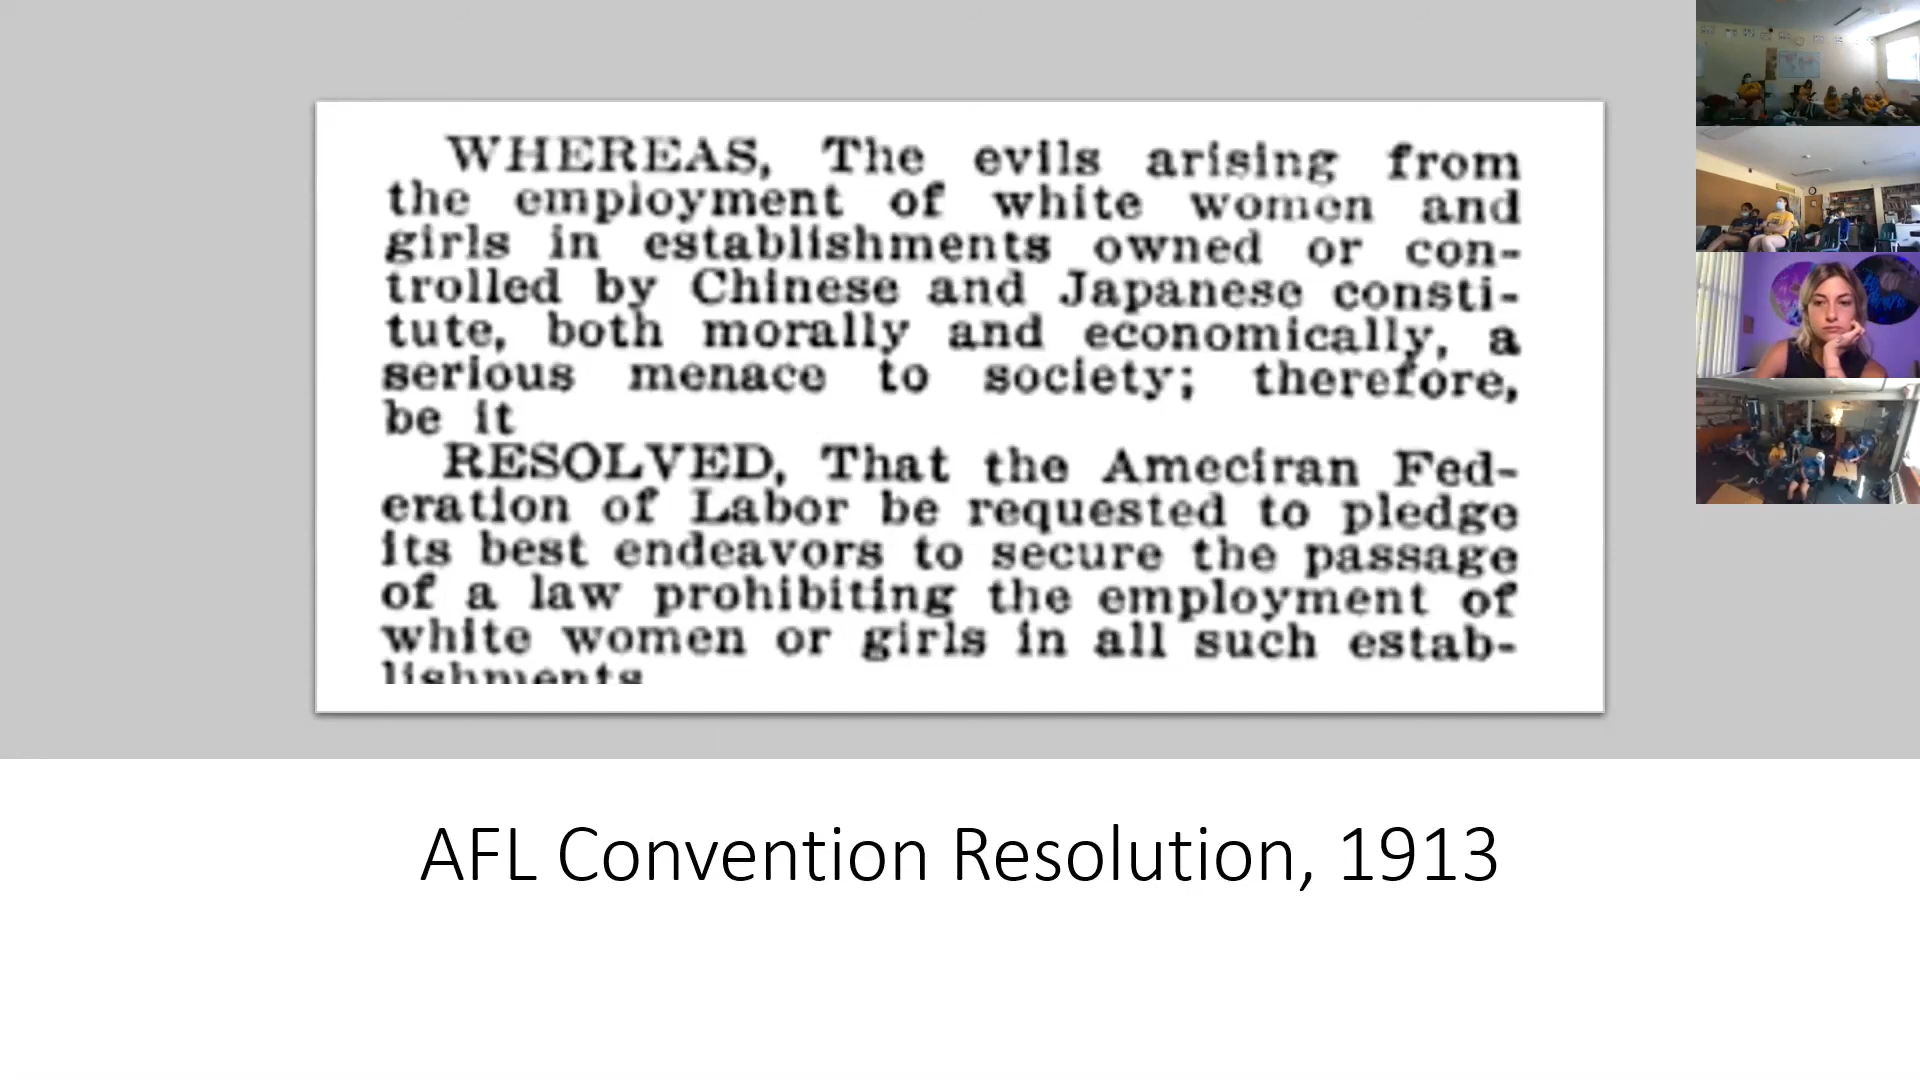 WHEREAS, The evils arising from
the employment of white women and
girls in establishments owned or con-
trolled by Chinese and Japanese consti-
tute, both morally and economically, a
serious menace to society; therefore,
be it
RESOLVED, That the Ameciran Fed-
eration of Labor be requested to pledge
its best endeavors to secure the passage
of a law prohibiting the employment of
white women or girls in all such estab-
lishments
AFL Convention Resolution, 1913